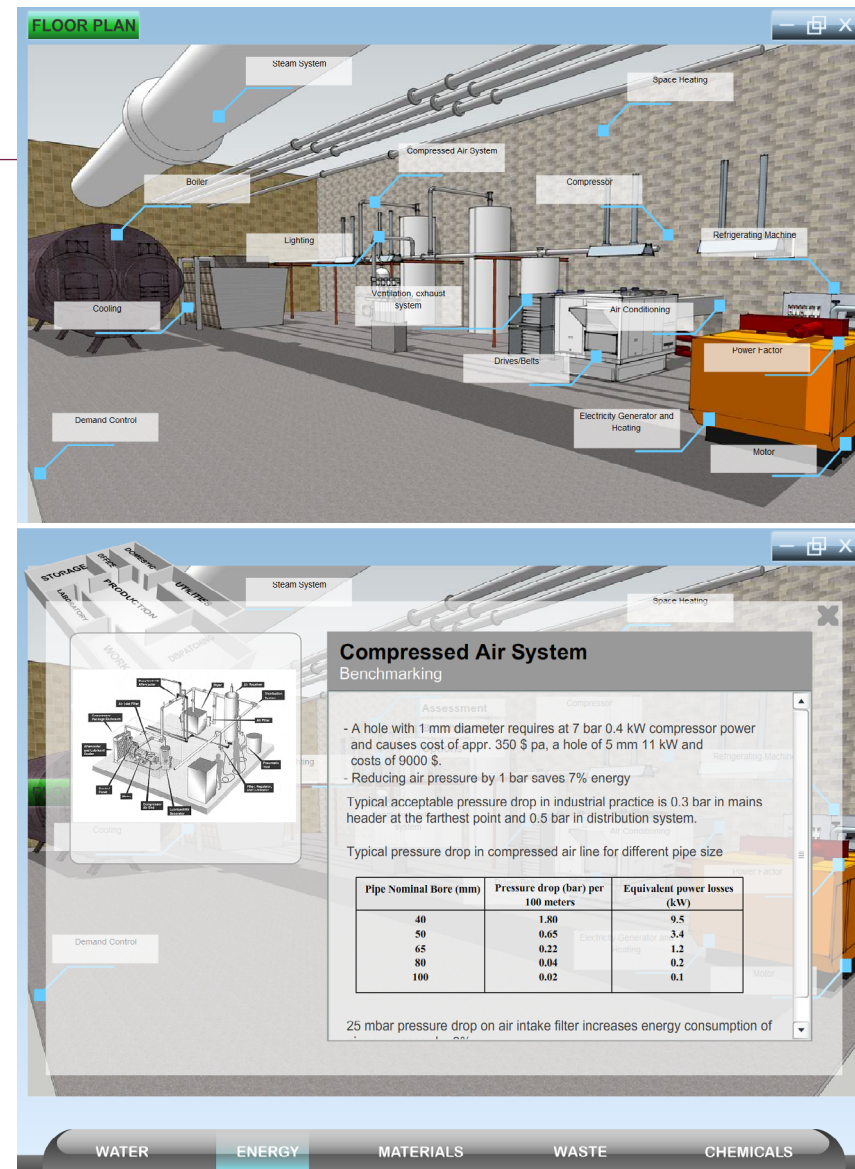 FLOOR PLAN
Steam System
Space Heating
Compressed Air System
Boiler
Compressor
Lighting
Refrigerating Machine
Ventilation, exhaust
system
Cooling
Air Conditioning
Drives/Belts
Power Factor
Demand Control
Electricity Generator and
Heating
Motor
STORAGE
OFFICE
DOMESTIC
LABORATORY
PRODUCTION
UTILITIES
Steam System
Space Heating
Compressed Air System
Benchmarking
Assessment
Compressor
- A hole with 1 mm diameter requires at 7 bar 0.4 kW compressor power
and causes cost of appr. 350 $ pa, a hole of 5 mm 11 kW and
costs of 9000 $.
- Reducing air pressure by 1 bar saves 7% energy
Refrigerating Machine
Typical acceptable pressure drop in industrial practice is 0.3 bar in mains
header at the farthest point and 0.5 bar in distribution system.
Cooling
system
Air Conditioning
Typical pressure drop in compressed air line for different pipe size
Power Factor
Pipe Nominal Bore (mm) Pressure drop (bar) per 100 meters Equivalent power losses (kW)
40 1.80 9.5
50 0.65 3.4
65 0.22 1.2
80 0.04 0.2
100 0.02 0.1
Demand Control
Electricity Generator and
Heating
Motor
25 mbar pressure drop on air intake filter increases energy consumption of
WATER ENERGY MATERIALS WASTE CHEMICALS